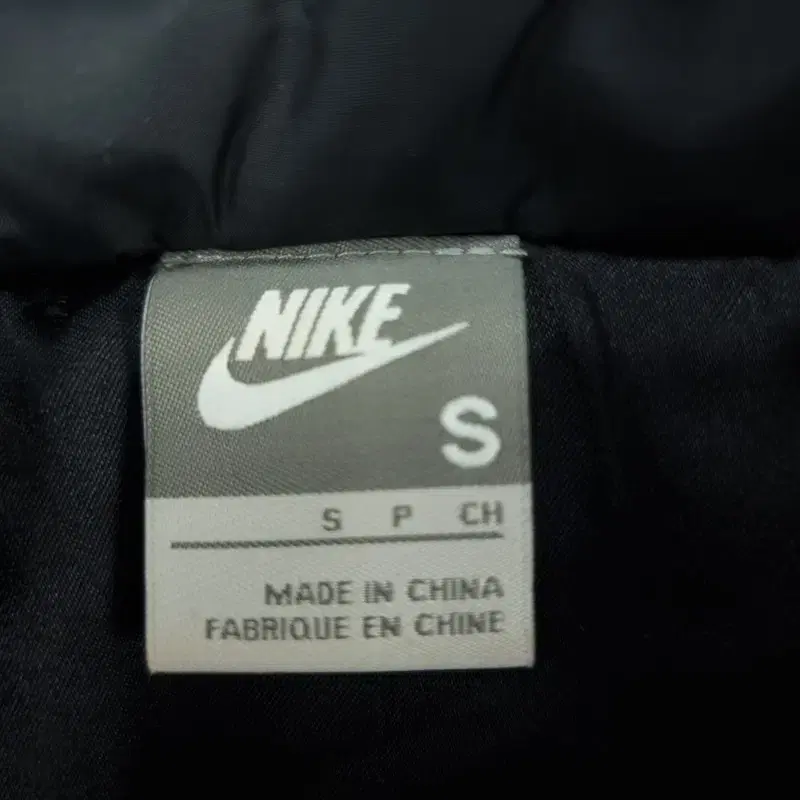 NIKE
S
S P CH
MADE IN CHINA
FABRIQUE EN CHINE